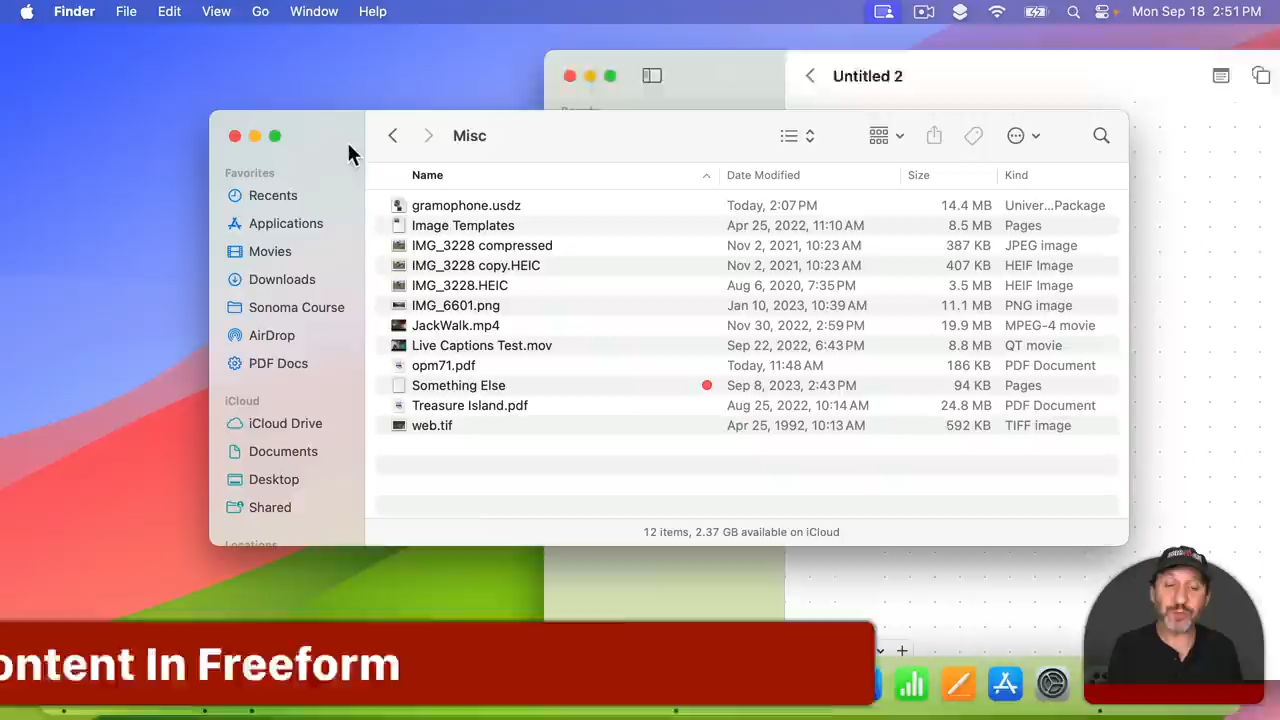 Finder File Edit View Go Window Help Mon Sep 18 2:51 PM
Untitled 2
Misc
Favorites
Recents
Applications
Movies
Downloads
Sonoma Course
AirDrop
PDF Docs
iCloud
iCloud Drive
Documents
Desktop
Shared
Locations
Name Date Modified Size Kind
gramophone.usdz Today, 2:07 PM 14.4 MB Univer...Package
Image Templates Apr 25, 2022, 11:10 AM 8.5 MB Pages
IMG_3228 compressed Nov 2, 2021, 10:23 AM 387 KB JPEG image
IMG_3228 copy.HEIC Nov 2, 2021, 10:23 AM 407 KB HEIF Image
IMG_3228.HEIC Aug 6, 2020, 7:35 PM 3.5 MB HEIF Image
IMG_6601.png Jan 10, 2023, 10:39 AM 11.1 MB PNG image
JackWalk.mp4 Nov 30, 2022, 2:59 PM 19.9 MB MPEG-4 movie
Live Captions Test.mov Sep 22, 2022, 6:43 PM 8.8 MB QT movie
opm71.pdf Today, 11:48 AM 186 KB PDF Document
Something Else Sep 8, 2023, 2:43 PM 94 KB Pages
Treasure Island.pdf Aug 25, 2022, 10:14 AM 24.8 MB PDF Document
web.tif Apr 25, 1992, 10:13 AM 592 KB TIFF image
12 items, 2.37 GB available on iCloud
ontent In Freeform